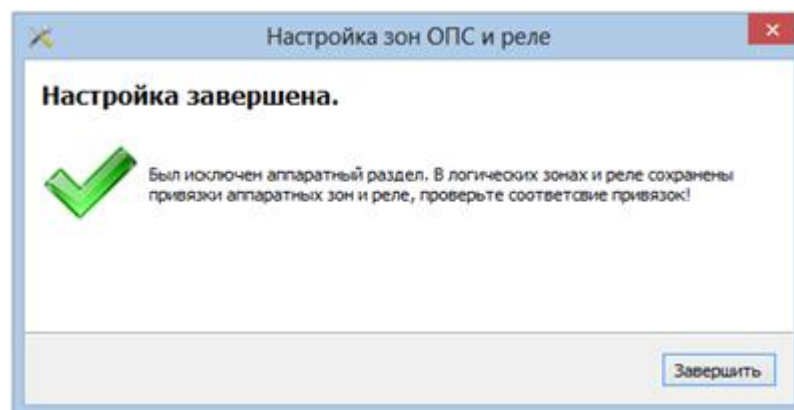 Настройка зон ОПС и реле
Настройка завершена.
Был исключен аппаратный раздел. В логических зонах и реле сохранены
привязки аппаратных зон и реле, проверьте соответсвие привязок!
Завершить